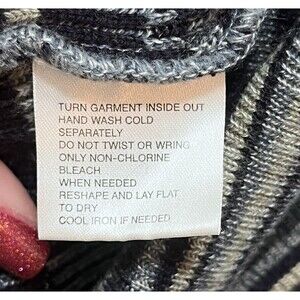 TURN GARMENT INSIDE OUT
HAND WASH COLD
SEPARATELY
DO NOT TWIST OR WRING
ONLY NON-CHLORINE
BLEACH
WHEN NEEDED
RESHAPE AND LAY FLAT
TO DRY
COOL IRON IF NEEDED